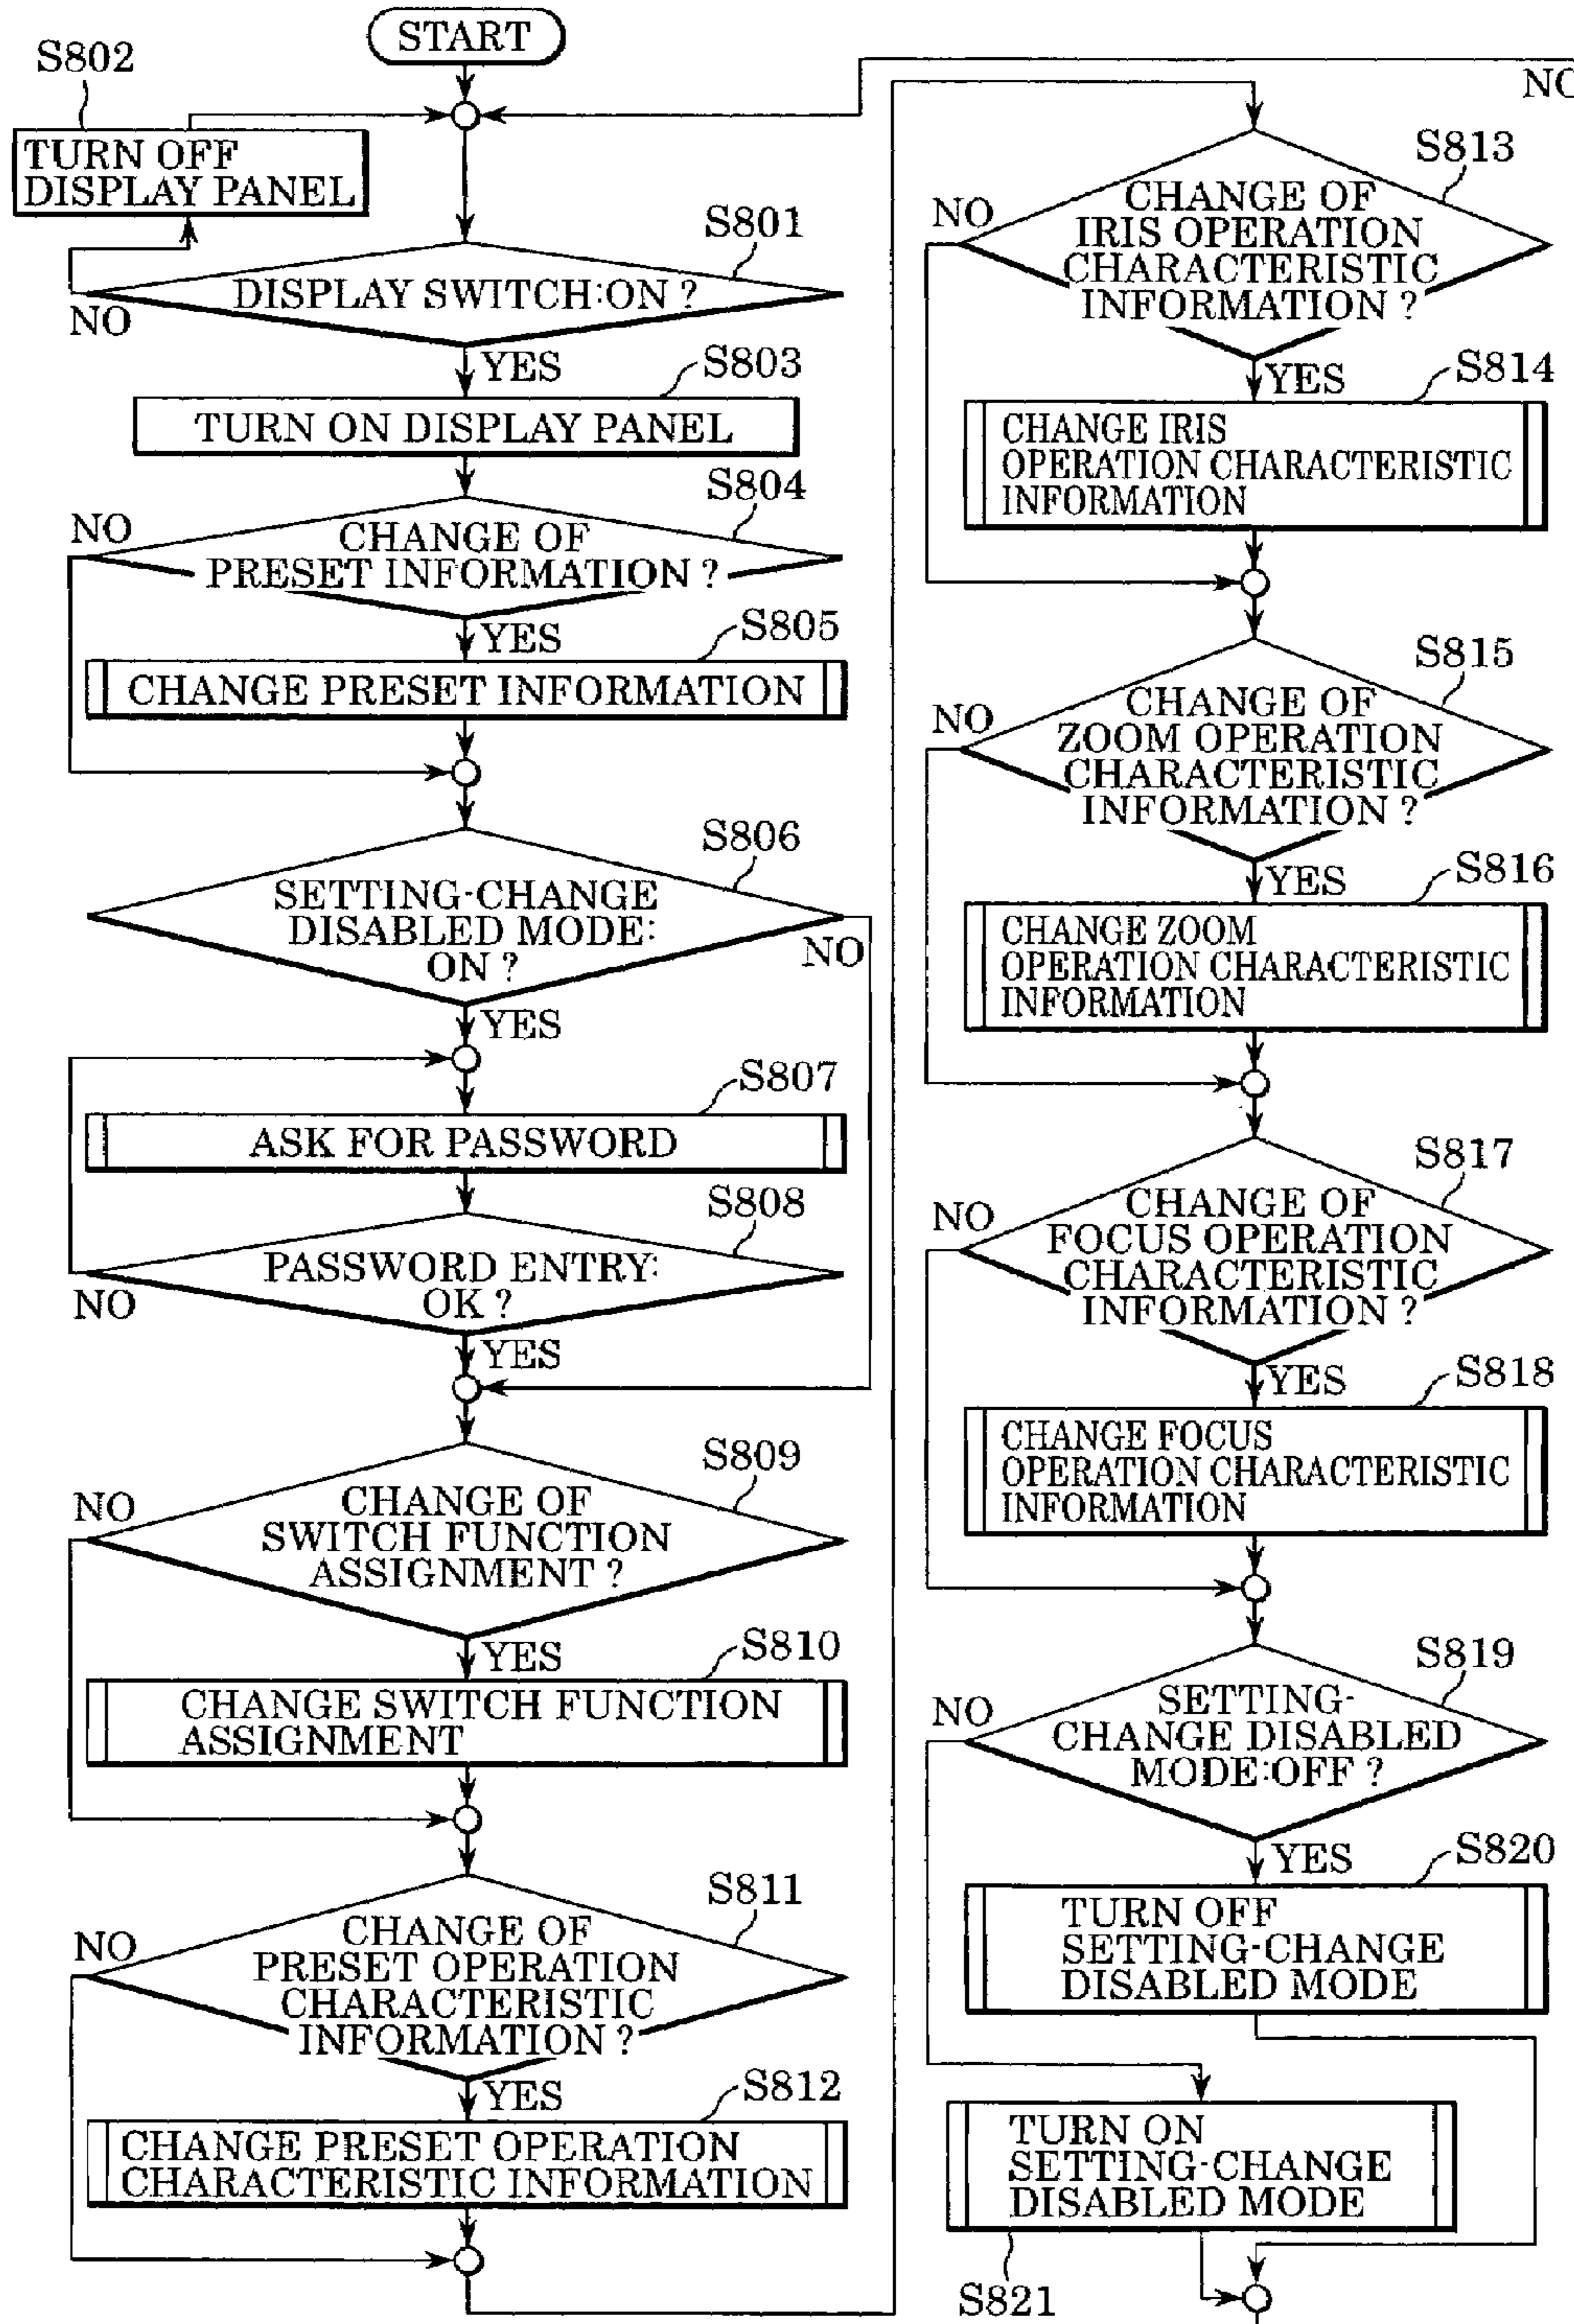 START
S802
TURN OFF
DISPLAY PANEL
S801
DISPLAY SWITCH:ON ?
NO
YES
S803
TURN ON DISPLAY PANEL
S804
NO
CHANGE OF
PRESET INFORMATION ?
YES
S805
CHANGE PRESET INFORMATION
S806
SETTING-CHANGE
DISABLED MODE:
ON ?
NO
YES
S807
ASK FOR PASSWORD
S808
PASSWORD ENTRY:
OK ?
NO
YES
S809
NO
CHANGE OF
SWITCH FUNCTION
ASSIGNMENT ?
YES
S810
CHANGE SWITCH FUNCTION
ASSIGNMENT
S811
NO
CHANGE OF
PRESET OPERATION
CHARACTERISTIC
INFORMATION ?
YES
S812
CHANGE PRESET OPERATION
CHARACTERISTIC INFORMATION
NO
S813
NO
CHANGE OF
IRIS OPERATION
CHARACTERISTIC
INFORMATION ?
YES
S814
CHANGE IRIS
OPERATION CHARACTERISTIC
INFORMATION
S815
NO
CHANGE OF
ZOOM OPERATION
CHARACTERISTIC
INFORMATION ?
YES
S816
CHANGE ZOOM
OPERATION CHARACTERISTIC
INFORMATION
S817
NO
CHANGE OF
FOCUS OPERATION
CHARACTERISTIC
INFORMATION ?
YES
S818
CHANGE FOCUS
OPERATION CHARACTERISTIC
INFORMATION
S819
NO
SETTING-
CHANGE DISABLED
MODE:OFF ?
YES
S820
TURN OFF
SETTING-CHANGE
DISABLED MODE
TURN ON
SETTING-CHANGE
DISABLED MODE
S821